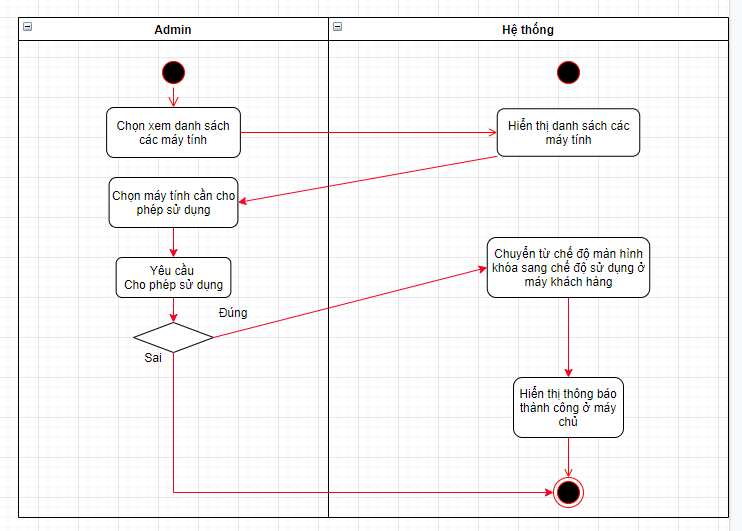 Admin
Hệ thống
Chọn xem danh sách
các máy tính
Hiển thị danh sách các
máy tính
Chọn máy tính cần cho
phép sử dụng
Yêu cầu
Cho phép sử dụng
Chuyển từ chế độ màn hình
khóa sang chế độ sử dụng ở
máy khách hàng
Đúng
Sai
Hiển thị thông báo
thành công ở máy
chủ